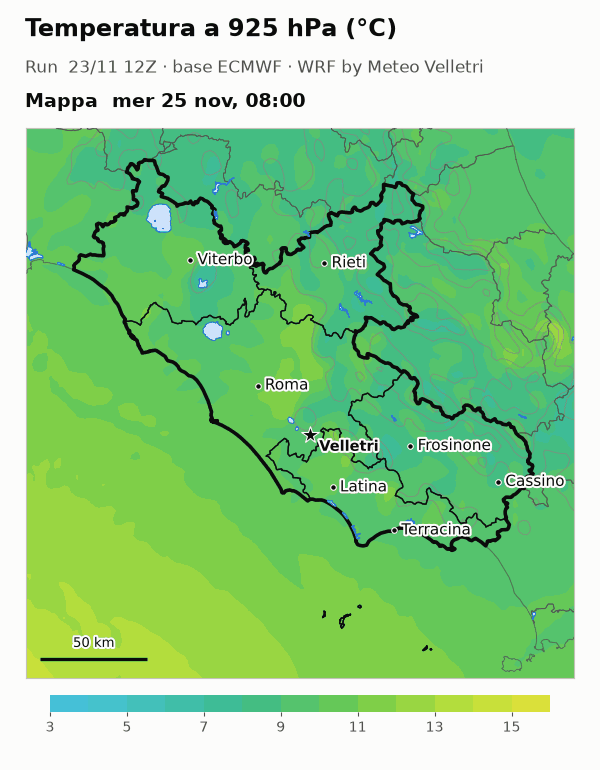 Temperatura a 925 hPa (°C)
Run  23/11 12Z · base ECMWF · WRF by Meteo Velletri
Mappa  mer 25 nov, 08:00
Viterbo
Rieti
Roma
Velletri
Frosinone
Cassino
Latina
Terracina
50 km
3 5 7 9 11 13 15